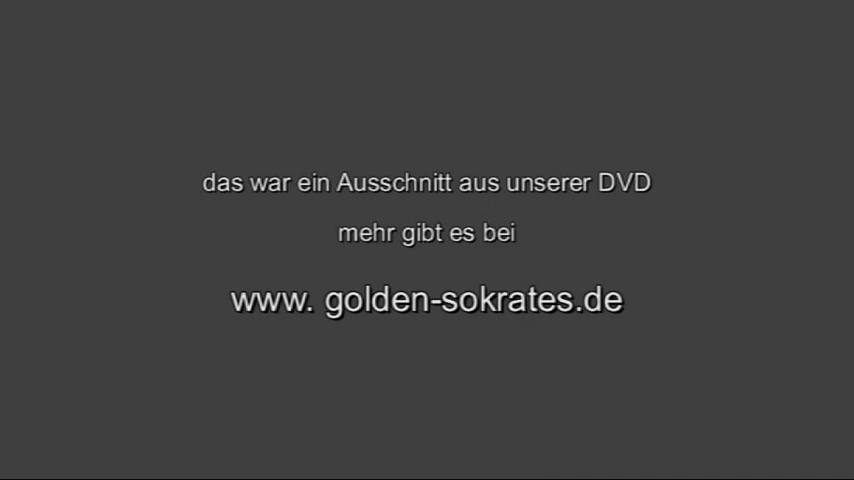 das war ein Ausschnitt aus unserer DVD
mehr gibt es bei
www. golden-sokrates.de